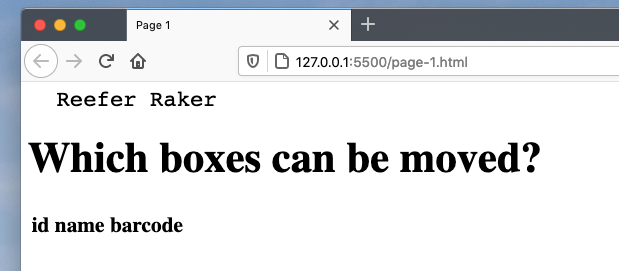 Page 1
127.0.0.1:5500/page-1.html
Reefer Raker
Which boxes can be moved?
id name barcode